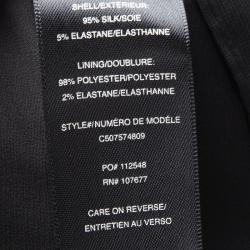 SHELL/EXTÉRIEUR:
95% SILK/SOIE
5% ELASTANE/ELASTHANNE
LINING/DOUBLURE:
98% POLYESTER/POLYESTER
2% ELASTANE/ELASTHANNE
STYLE#/NUMÉRO DE MODÈLE
C507574809
PO# 112548
RN# 107677
CARE ON REVERSE/
ENTRETIEN AU VERSO